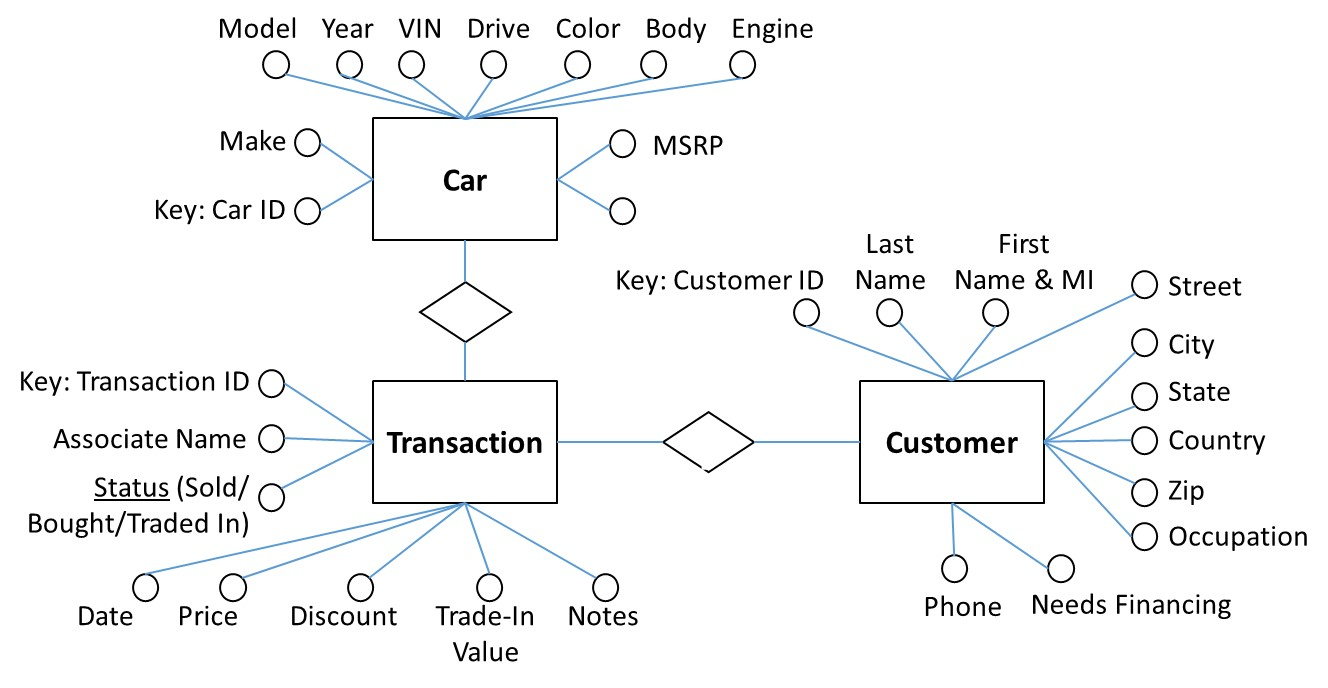 Model Year VIN Drive Color Body Engine
Make
MSRP
Car
Key: Car ID
Last
Name
First
Name & MI
Key: Customer ID
Street
City
State
Country
Zip
Occupation
Customer
Phone
Needs Financing
Key: Transaction ID
Associate Name
Status (Sold/
Bought/Traded In)
Transaction
Date
Price
Discount
Trade-In
Value
Notes